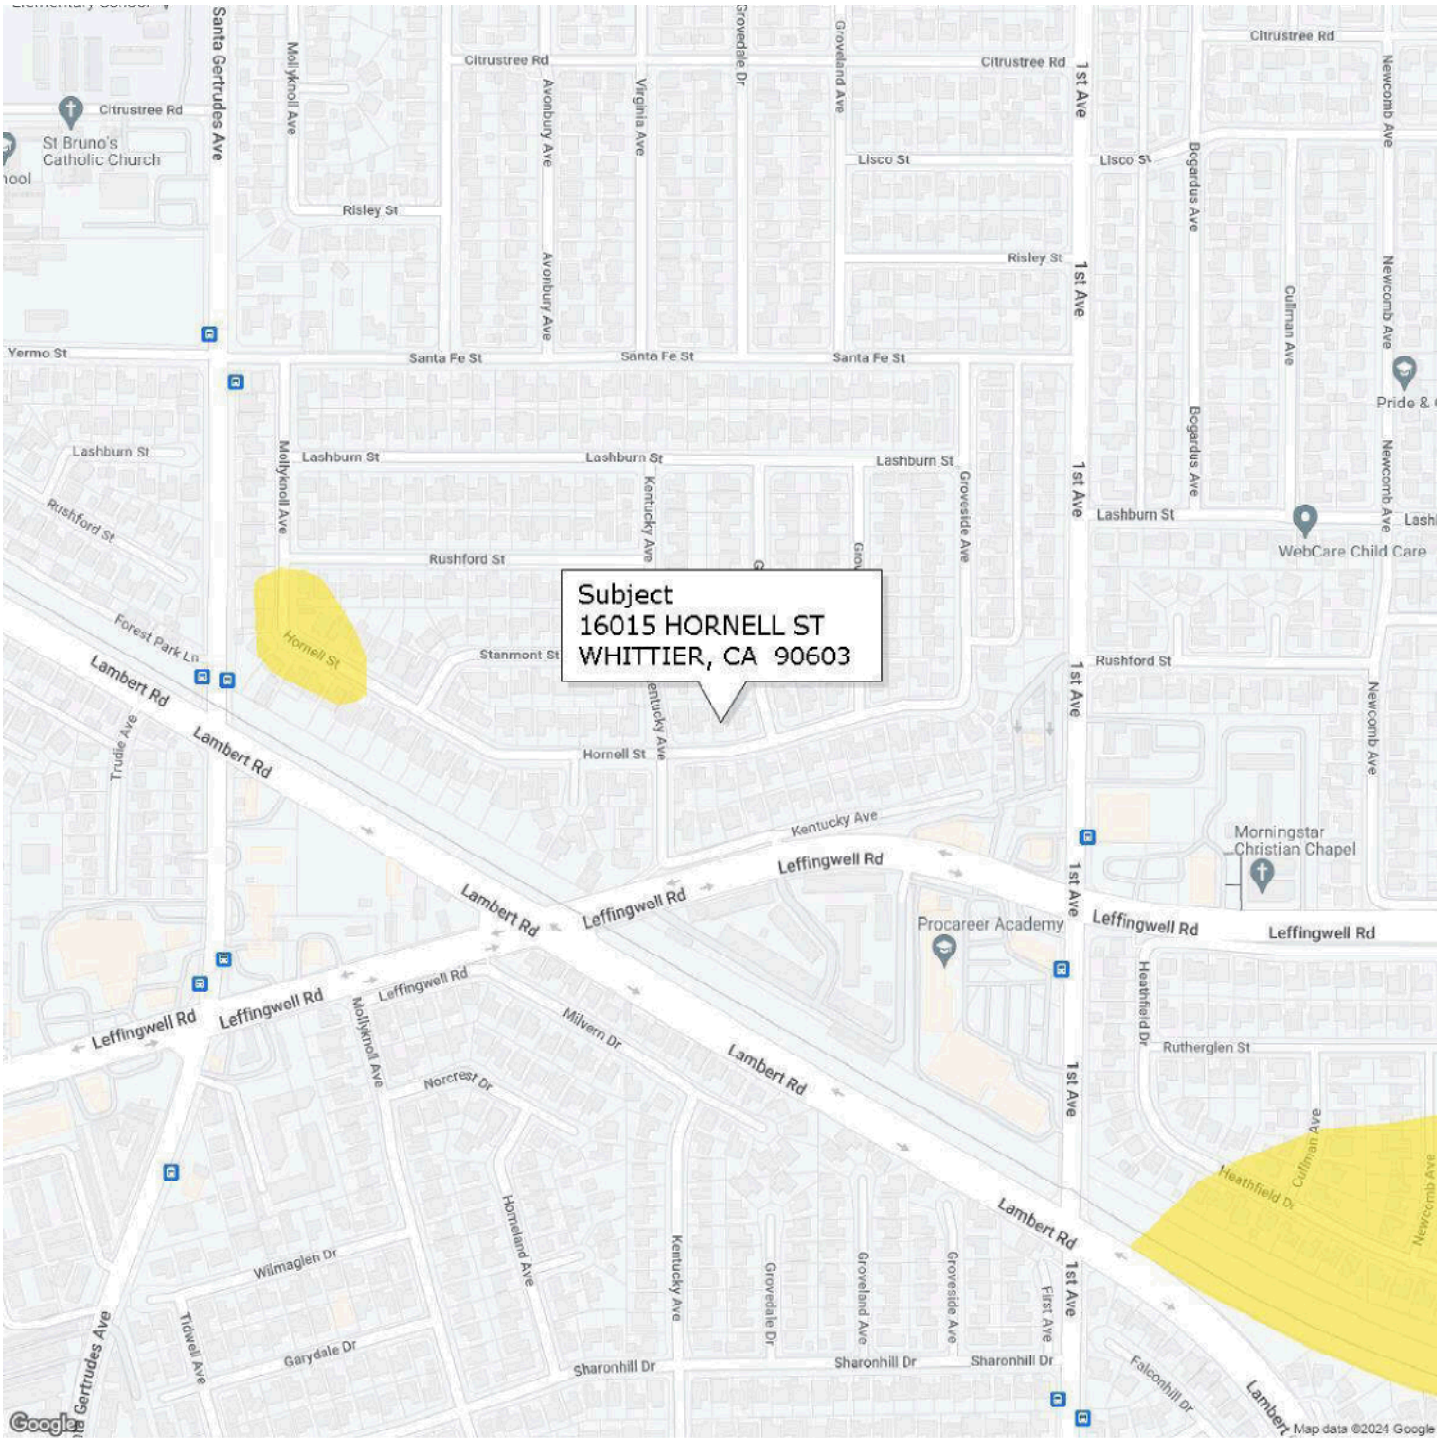 Elementary School
Santa Gertrudes Ave
Mollyknoll Ave
Citrustree Rd
Avonbury Ave
Virginia Ave
Grovedale Dr
Groveland Ave
Citrustree Rd
1st Ave
Citrustree Rd
Newcomb Ave
Citrustree Rd
St Bruno's
Catholic Church
Lisco St
Lisco St
Bogardus Ave
Risley St
Avonbury Ave
Risley St
1st Ave
Cullman Ave
Newcomb Ave
Yermo St
Santa Fe St
Santa Fe St
Santa Fe St
Pride &
Lashburn St
Mollyknoll Ave
Lashburn St
Lashburn St
Lashburn St
Kentucky Ave
Groveside Ave
1st Ave
Bogardus Ave
Newcomb Ave
Rushford St
Lashburn St
WebCare Child Care
Rushford St
Subject
16015 HORNELL ST
WHITTIER, CA 90603
Forest Park Ln
Hornell St
Stanmont St
Rushford St
1st Ave
Lambert Rd
Trudie Ave
Lambert Rd
Hornell St
Newcomb Ave
Kentucky Ave
Leffingwell Rd
Morningstar
Christian Chapel
1st Ave
Lambert Rd
Leffingwell Rd
Procareer Academy
Leffingwell Rd
Leffingwell Rd
Leffingwell Rd
Leffingwell Rd
Leffingwell Rd
Mollyknoll Ave
Milvern Dr
Heathfield Dr
Rutherglen St
Norcrest Dr
Lambert Rd
1st Ave
Cullman Ave
Heathfield Dr
Newcomb Ave
Homeland Ave
Lambert Rd
Wilmaglen Dr
Kentucky Ave
Grovedale Dr
Groveland Ave
Groveside Ave
First Ave
1st Ave
Tidwell Ave
Garydale Dr
Sharonhill Dr
Sharonhill Dr
Sharonhill Dr
Falconhill Dr
Gertrudes Ave
Lambert
Google
Map data ©2024 Google